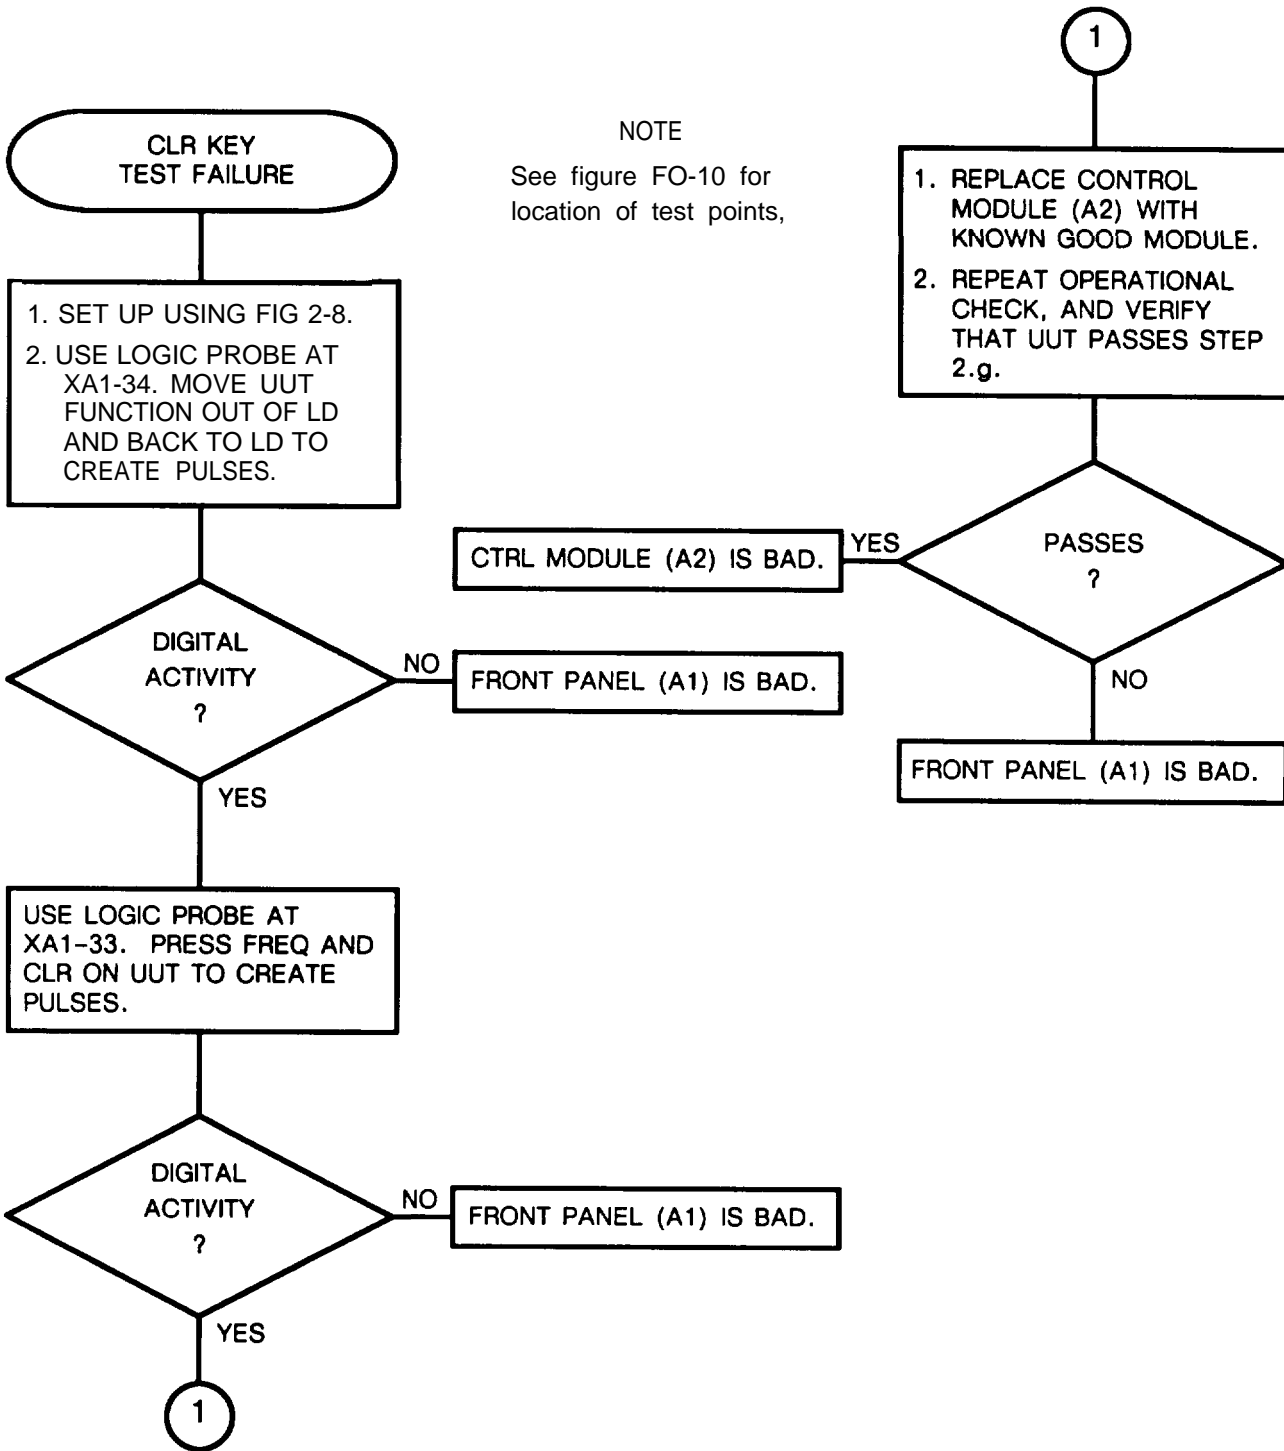 CLR KEY
TEST FAILURE
NOTE
See figure FO-10 for
location of test points,
1. SET UP USING FIG 2-8.
2. USE LOGIC PROBE AT
XA1-34. MOVE UUT
FUNCTION OUT OF LD
AND BACK TO LD TO
CREATE PULSES.
DIGITAL
ACTIVITY
?
NO
FRONT PANEL (A1) IS BAD.
YES
USE LOGIC PROBE AT
XA1-33. PRESS FREQ AND
CLR ON UUT TO CREATE
PULSES.
DIGITAL
ACTIVITY
?
NO
FRONT PANEL (A1) IS BAD.
YES
1
1
1. REPLACE CONTROL
MODULE (A2) WITH
KNOWN GOOD MODULE.
2. REPEAT OPERATIONAL
CHECK, AND VERIFY
THAT UUT PASSES STEP
2.g.
PASSES
?
YES
CTRL MODULE (A2) IS BAD.
NO
FRONT PANEL (A1) IS BAD.